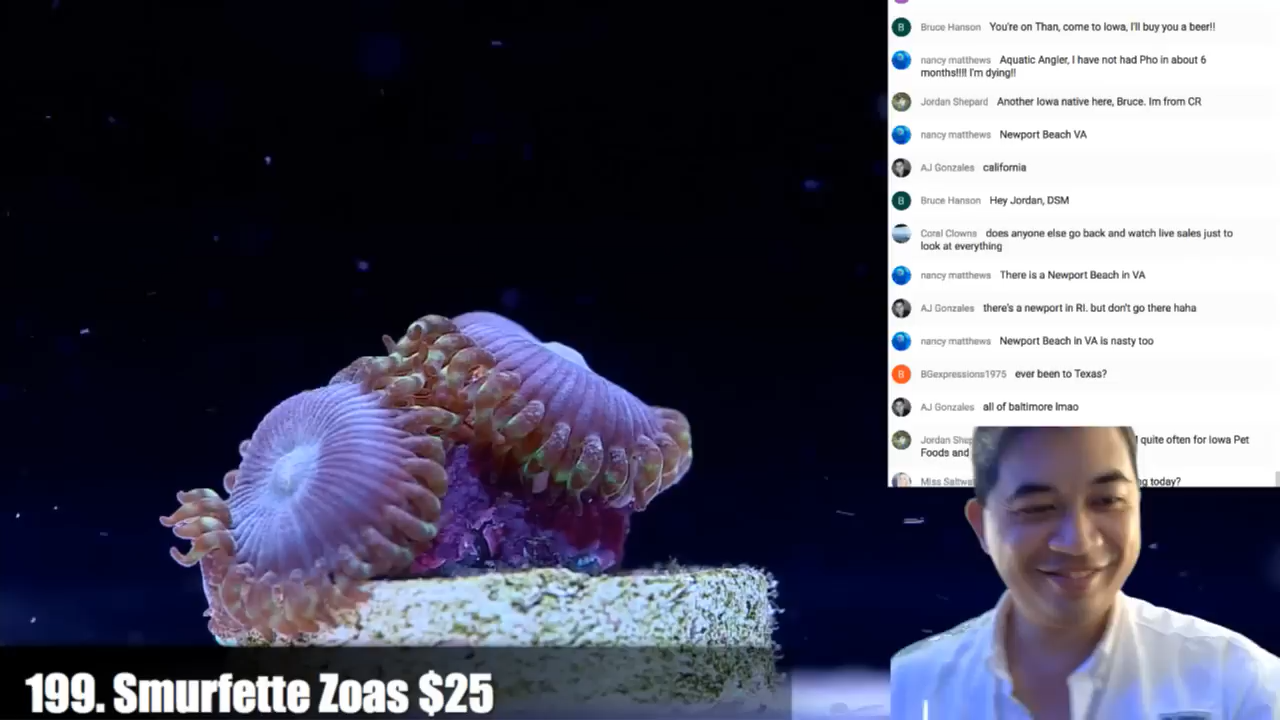 B Bruce Hanson You're on Than, come to Iowa, I'll buy you a beer!!
nancy matthews Aquatic Angler, I have not had Pho in about 6
months!!!! I'm dying!!
Jordan Shepard Another Iowa native here, Bruce. Im from CR
nancy matthews Newport Beach VA
AJ Gonzales california
B Bruce Hanson Hey Jordan, DSM
Coral Clowns does anyone else go back and watch live sales just to
look at everything
nancy matthews There is a Newport Beach in VA
AJ Gonzales there's a newport in RI. but don't go there haha
nancy matthews Newport Beach in VA is nasty too
B BGexpressions1975 ever been to Texas?
AJ Gonzales all of baltimore lmao
Jordan quite often for Iowa Pet
Foods and
Miss today?
199. Smurfette Zoas $25